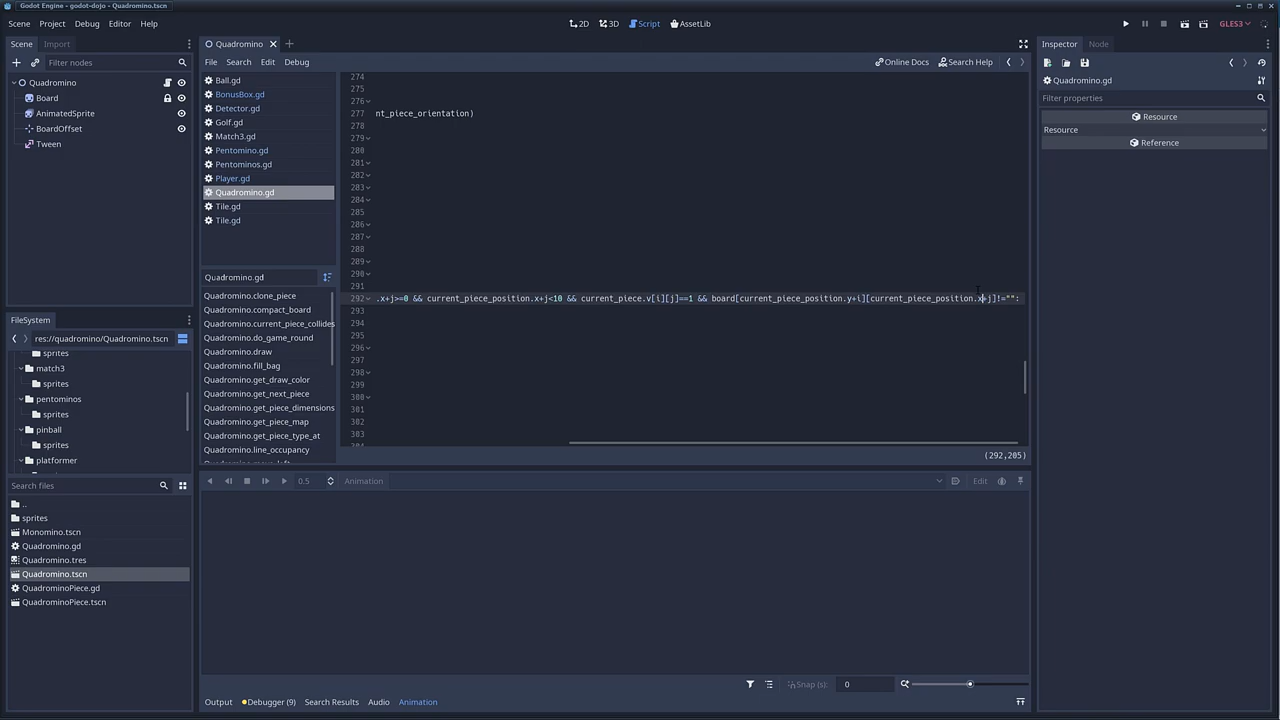 Godot Engine - godot-dojo - Quadromino.tscn
Scene Project Debug Editor Help
2D 3D Script AssetLib
GLES3
Scene Import
Filter nodes
Quadromino
Board
AnimatedSprite
BoardOffset
Tween
FileSystem
res://quadromino/Quadromino.tscn
sprites
match3
sprites
pentominos
sprites
pinball
sprites
platformer
Search files
..
sprites
Monomino.tscn
Quadromino.gd
Quadromino.tres
Quadromino.tscn
QuadrominoPiece.gd
QuadrominoPiece.tscn
Quadromino
File Search Edit Debug
Online Docs Search Help
Ball.gd
BonusBox.gd
Detector.gd
Golf.gd
Match3.gd
Pentomino.gd
Pentominos.gd
Player.gd
Quadromino.gd
Tile.gd
Tile.gd
Quadromino.gd
Quadromino.clone_piece
Quadromino.compact_board
Quadromino.current_piece_collides
Quadromino.do_game_round
Quadromino.draw
Quadromino.fill_bag
Quadromino.get_draw_color
Quadromino.get_next_piece
Quadromino.get_piece_dimensions
Quadromino.get_piece_map
Quadromino.get_piece_type_at
Quadromino.line_occupancy
274
275
276
277 nt_piece_orientation)
278
279
280
281
282
283
284
285
286
287
288
289
290
291
292 .x+j>=0 && current_piece_position.x+j<10 && current_piece.v[i][j]==1 && board[current_piece_position.y+i][current_piece_position.x+j]!="":
293
294
295
296
297
298
299
300
301
302
303
(292,205)
0.5 Animation
Edit
Snap (s): 0
Output Debugger (9) Search Results Audio Animation
Inspector Node
Quadromino.gd
Filter properties
Resource
Resource
Reference